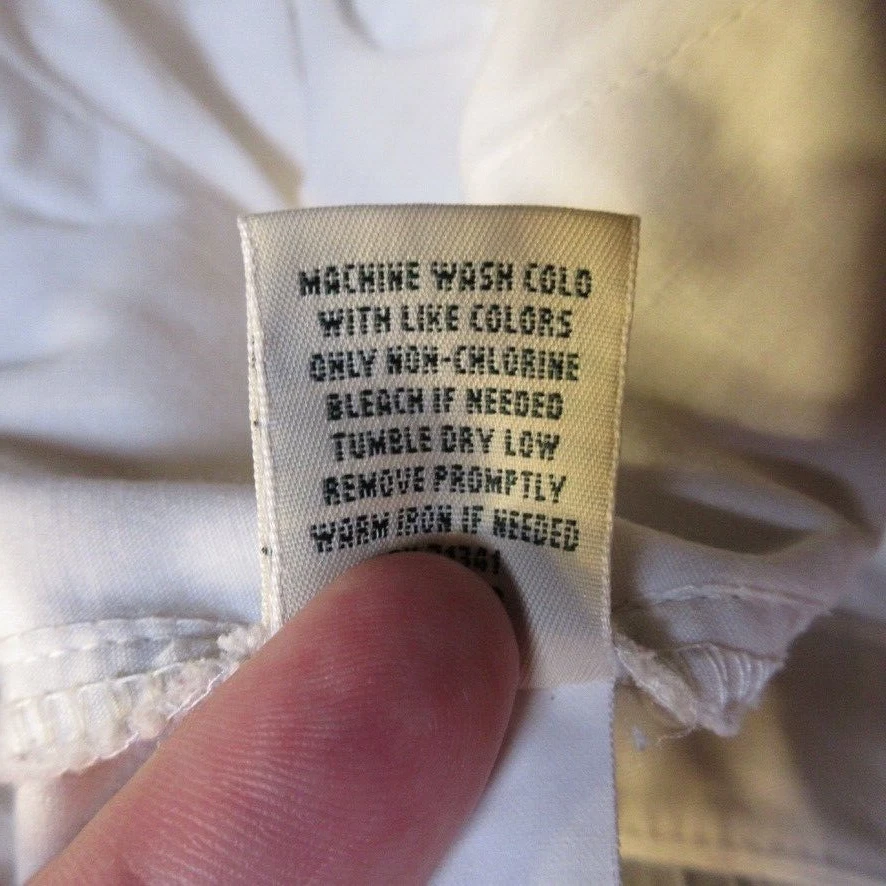 MACHINE WASH COLD
WITH LIKE COLORS
ONLY NON-CHLORINE
BLEACH IF NEEDED
TUMBLE DRY LOW
REMOVE PROMPTLY
WARM IRON IF NEEDED